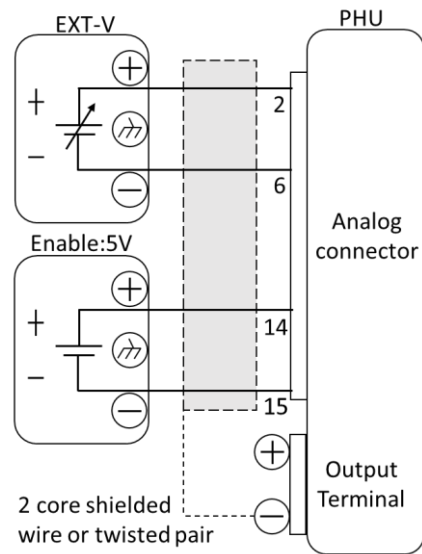 EXT-V
PHU
+
+
2
−
−
6
Analog
connector
Enable:5V
+
+
14
−
−
15
+
Output
Terminal
−
2 core shielded
wire or twisted pair